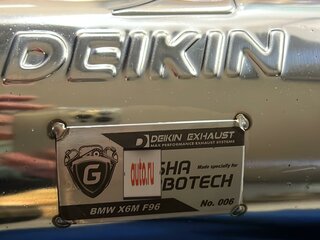 DEIKIN
DEIKIN EXHAUST
MAX PERFORMANCE EXHAUST SYSTEMS
G
auto.ru
SHA
Made specially for
BOTECH
BMW X6M F96
No. 006